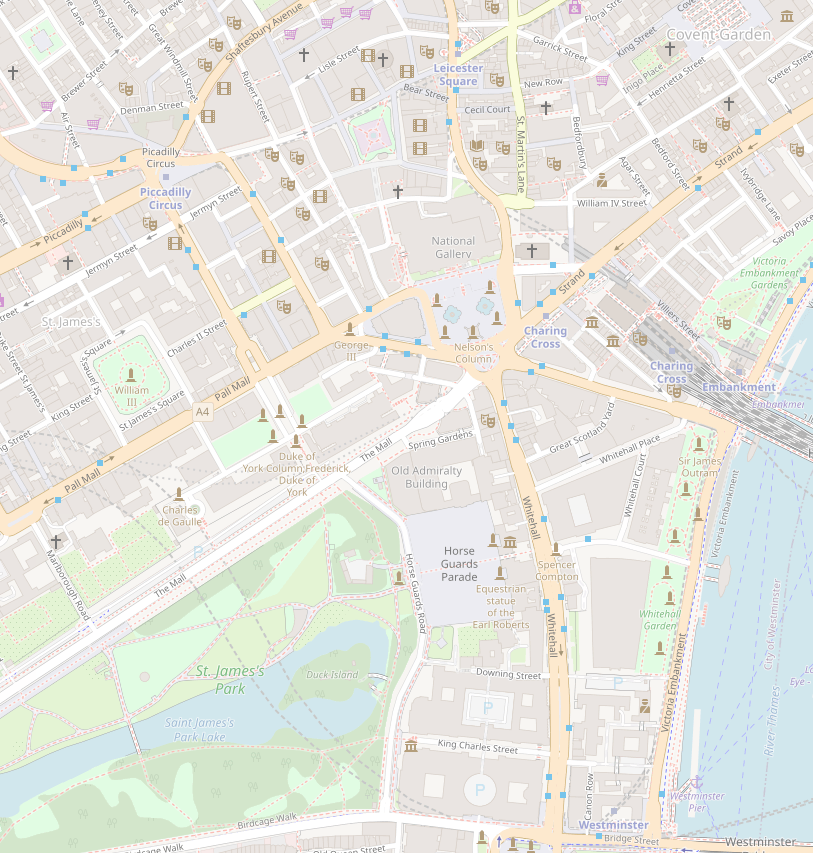 Shaftesbury Avenue
Floral Street
Garrick Street
King Street
Covent Garden
Great Windmill Street
Lisle Street
Leicester
Square
Brewer Street
Rupert Street
Bear Street
New Row
Inigo Place
Henrietta Street
Exeter Street
Denman Street
Cecil Court
Air Street
St. Martin's Lane
Bedfordbury
Agar Street
Bedford Street
Strand
Picadilly
Circus
Piccadilly
Circus
Ivybridge Lane
Jermyn Street
William IV Street
Savoy Place
Piccadilly
National
Gallery
Jermyn Street
Strand
Victoria
Embankment
Gardens
St. James's
Villiers Street
Charles II Street
George
III
Nelson's
Column
Charing
Cross
Charing
Cross
Embankment
Embankmer
William
III
St James's
Square
King Street
St James's Square
Pall Mall
A4
Duke Street St James's
Great Scotland Yard
Spring Gardens
Whitehall Place
The Mall
Duke of
York Column;Frederick
Duke of
York
Old Admiralty
Building
Whitehall Court
Sir James
Outram
Pall Mall
Charles
de Gaulle
P
Whitehall
Victoria Embankment
Horse
Guards
Parade
Spencer
Compton
Horse Guards Road
Marlborough Road
The Mall
Equestrian
statue
of the
Earl Roberts
Whitehall
Whitehall
Garden
City of Westminster
St. James's
Park
Duck Island
Downing Street
P
Victoria Embankment
Saint James's
Park Lake
P
River Thames
King Charles Street
P
Canon Row
Westminster
Pier
Birdcage Walk
Westminster
Bridge Street
Westminster
Birdcage Walk
Old Queen Street